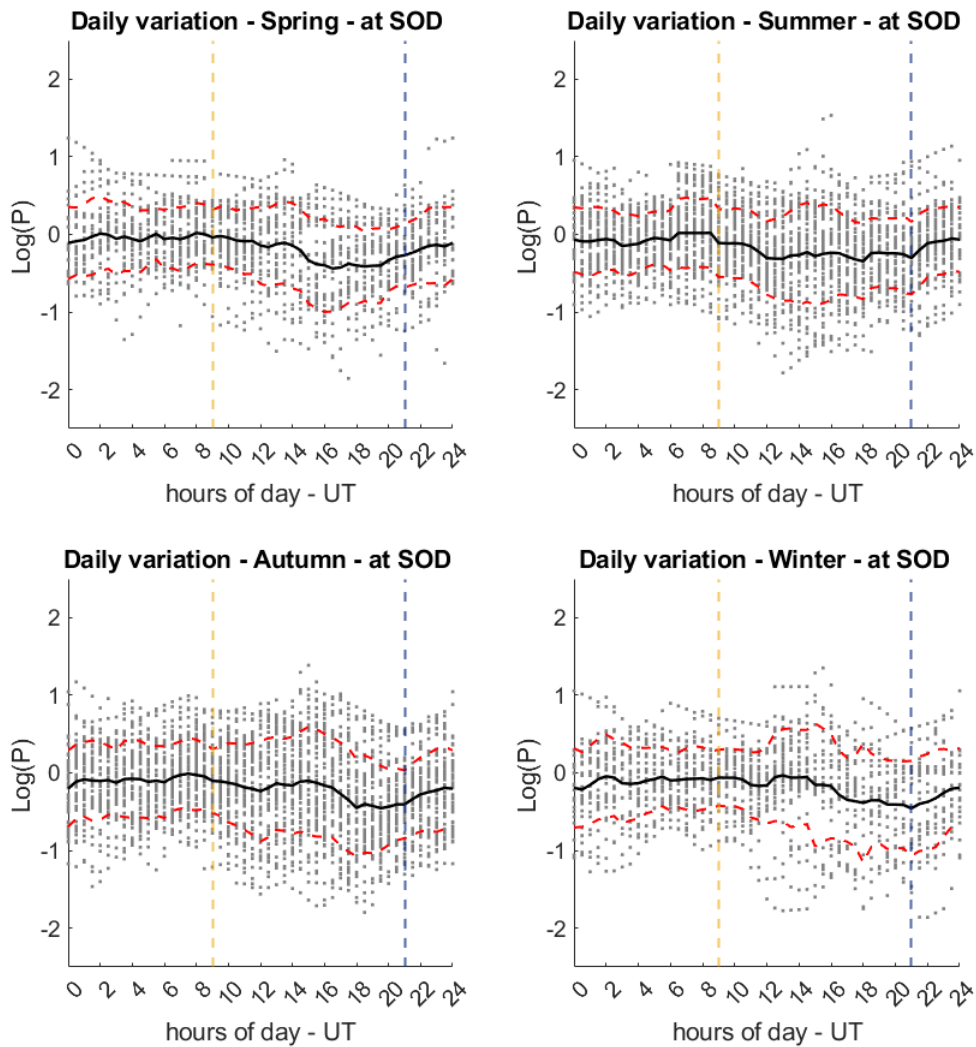 Daily variation - Spring - at SOD
Log(P)
2
1
0
-1
-2
0 2 4 6 8 10 12 14 16 18 20 22 24
hours of day - UT
Daily variation - Summer - at SOD
Log(P)
2
1
0
-1
-2
0 2 4 6 8 10 12 14 16 18 20 22 24
hours of day - UT
Daily variation - Autumn - at SOD
Log(P)
2
1
0
-1
-2
0 2 4 6 8 10 12 14 16 18 20 22 24
hours of day - UT
Daily variation - Winter - at SOD
Log(P)
2
1
0
-1
-2
0 2 4 6 8 10 12 14 16 18 20 22 24
hours of day - UT